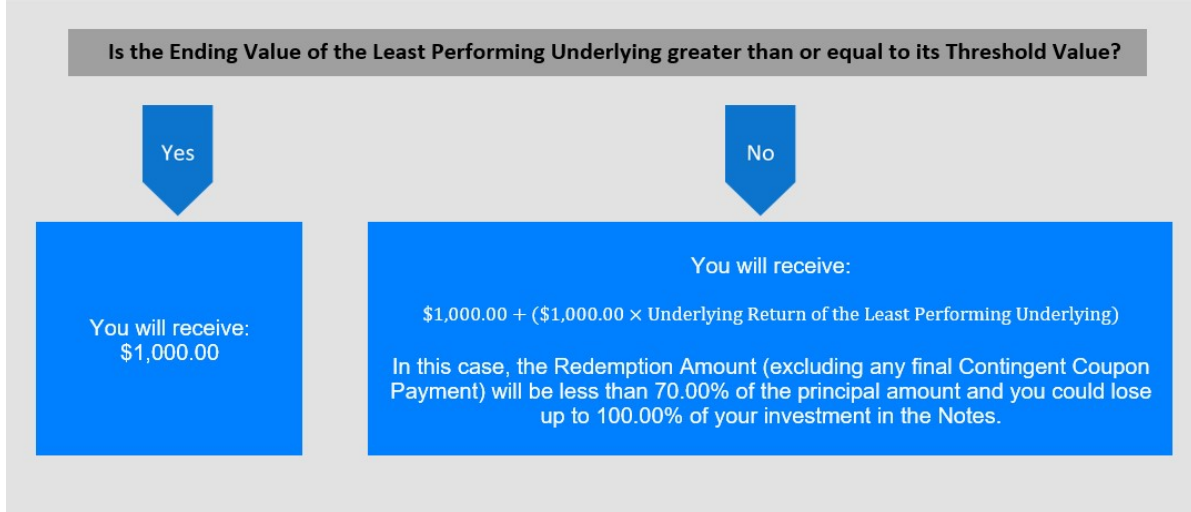 Is the Ending Value of the Least Performing Underlying greater than or equal to its Threshold Value?
Yes
No
You will receive:
$1,000.00
You will receive:
$1,000.00 + ($1,000.00 × Underlying Return of the Least Performing Underlying)
In this case, the Redemption Amount (excluding any final Contingent Coupon
Payment) will be less than 70.00% of the principal amount and you could lose
up to 100.00% of your investment in the Notes.